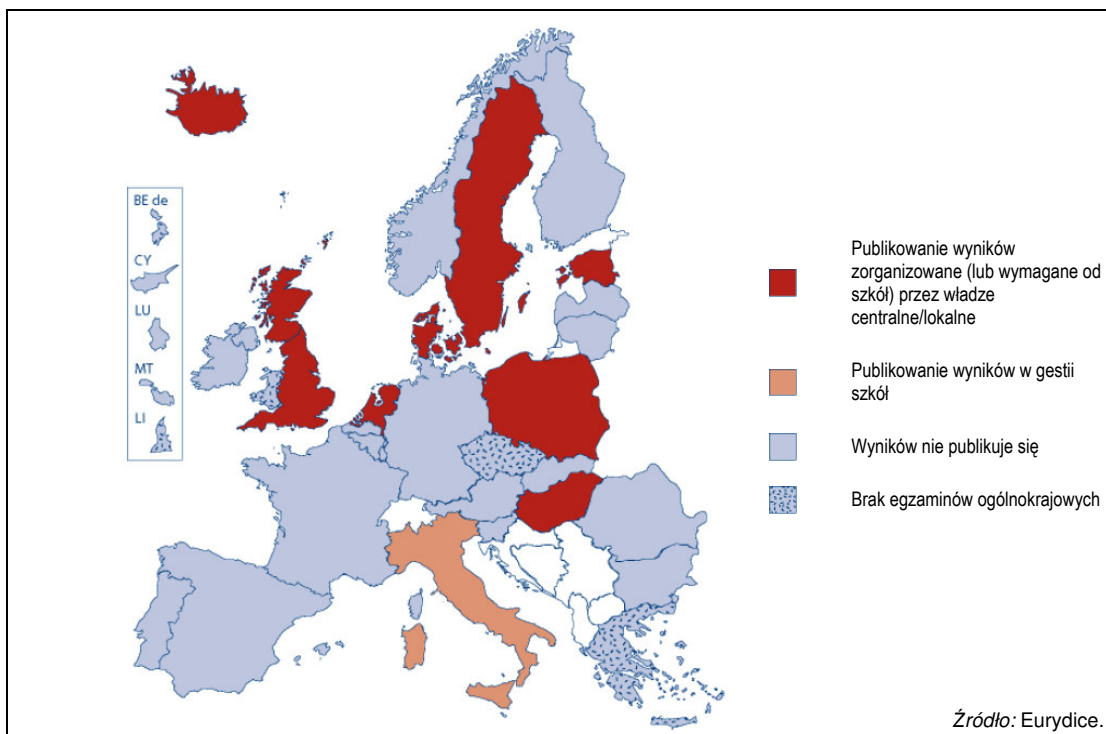 BE de
CY
LU
MT
LI
Publikowanie wyników
zorganizowane (lub wymagane od
szkół) przez władze
centralne/lokalne
Publikowanie wyników w gestii
szkół
Wyników nie publikuje się
Brak egzaminów ogólnokrajowych
Źródło: Eurydice.